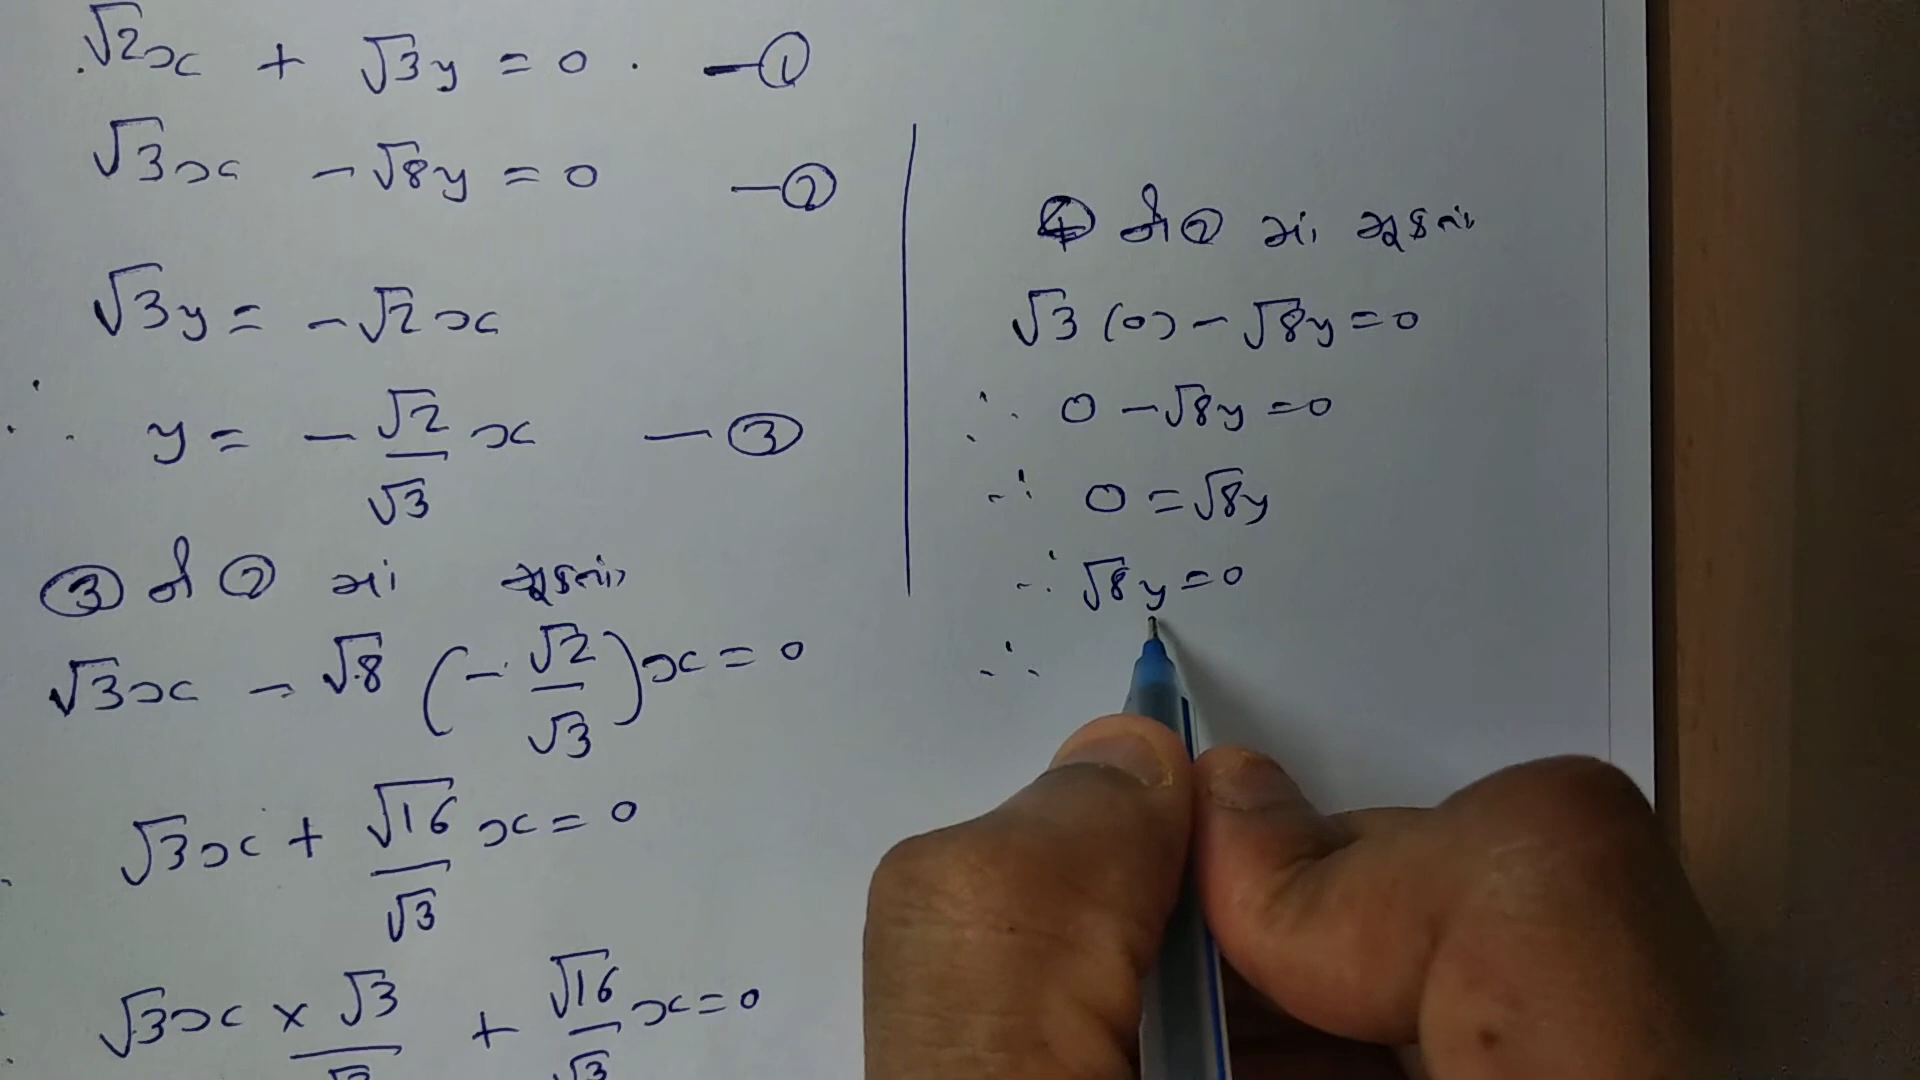 √2x + √3y = 0 . —①
√3x - √8y = 0 —②
√3y = -√2x
∴ y = -√2/√3 x —③
③ ને ② માં મૂકતાં
√3x - √8 (-√2/√3)x = 0
√3x + √16/√3 x = 0
√3x × √3/√3 + √16/√3 x = 0
④ ને ② માં મૂકતાં
√3(0) - √8y = 0
∴ 0 - √8y = 0
∴ 0 = √8y
∴ √8y = 0
∴